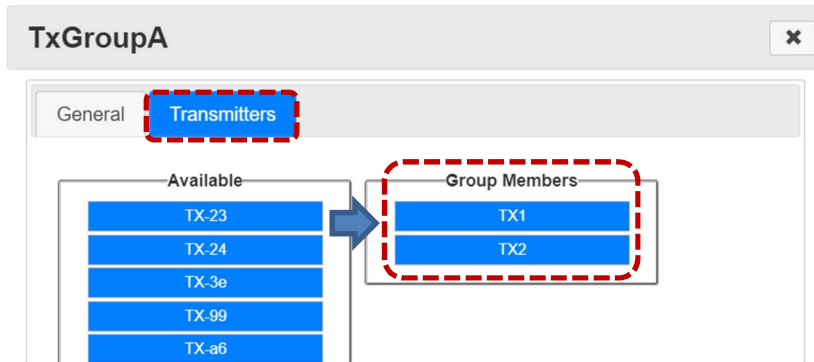 TxGroupA
General
Transmitters
Available
TX-23
TX-24
TX-3e
TX-99
TX-a6
Group Members
TX1
TX2